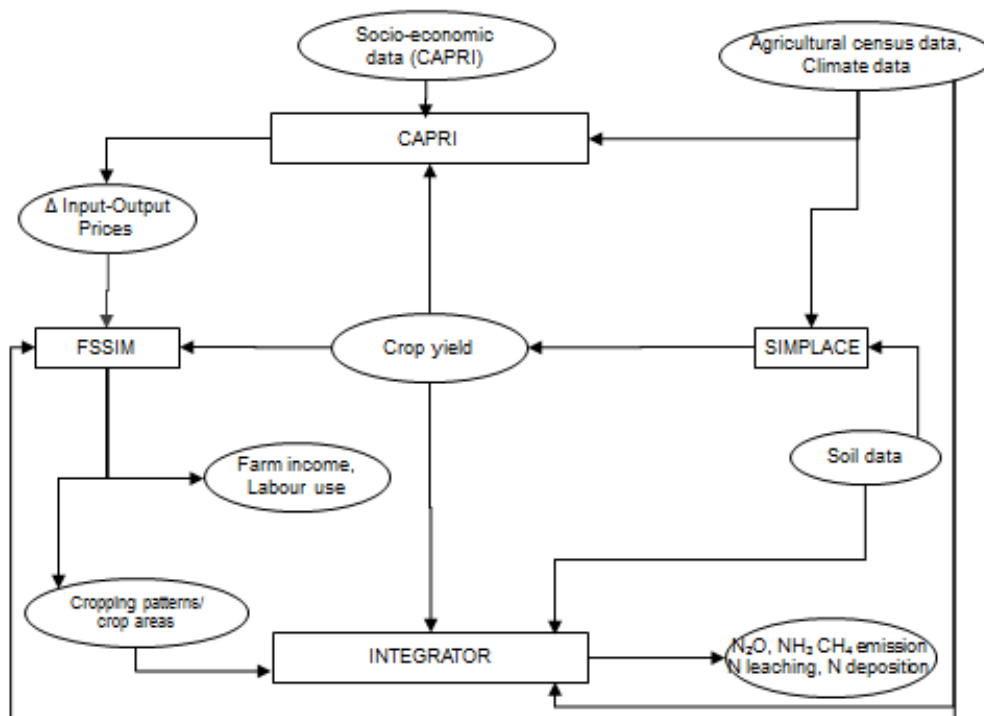 Socio-economic
data (CAPRI)
Agricultural census data,
Climate data
CAPRI
Δ Input-Output
Prices
FSSIM
Crop yield
SIMPLACE
Farm income,
Labour use
Soil data
Cropping patterns/
crop areas
INTEGRATOR
N₂O, NH₃ CH₄ emission
N leaching, N deposition